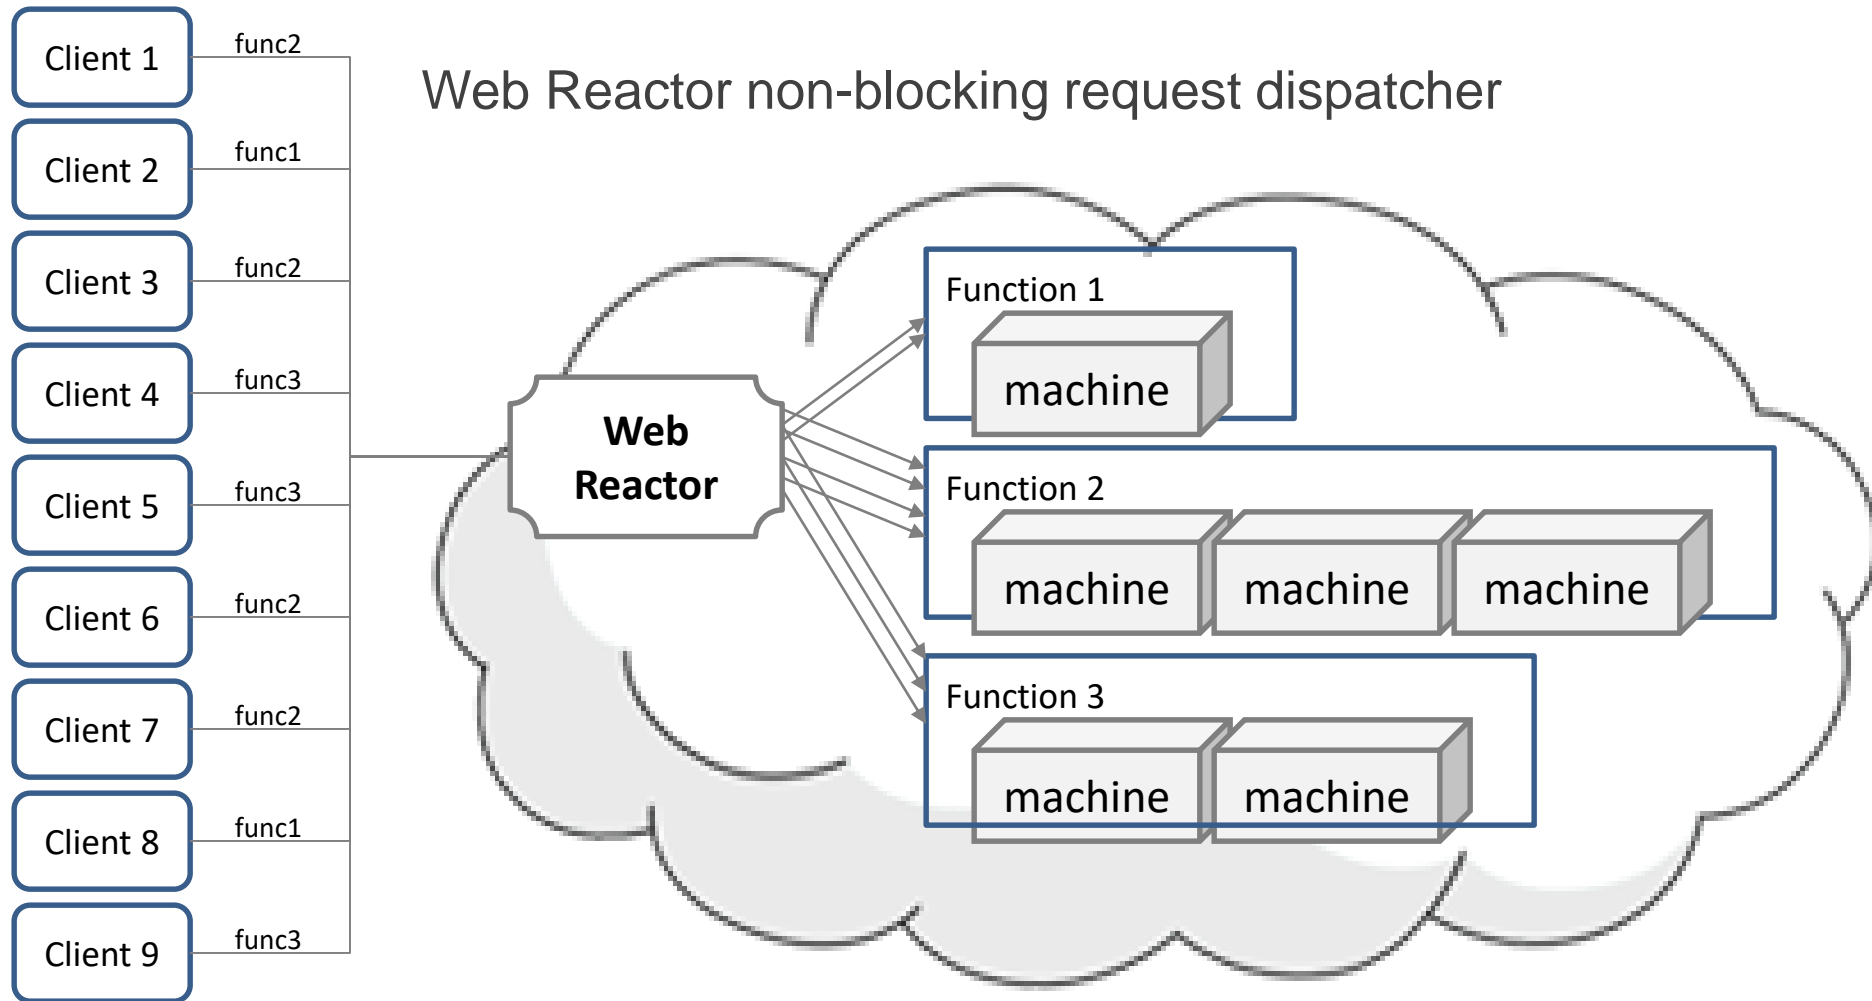 Web Reactor non-blocking request dispatcher
Client 1
func2
Client 2
func1
Client 3
func2
Client 4
func3
Client 5
func3
Client 6
func2
Client 7
func2
Client 8
func1
Client 9
func3
Web
Reactor
Function 1
machine
Function 2
machine machine machine
Function 3
machine machine